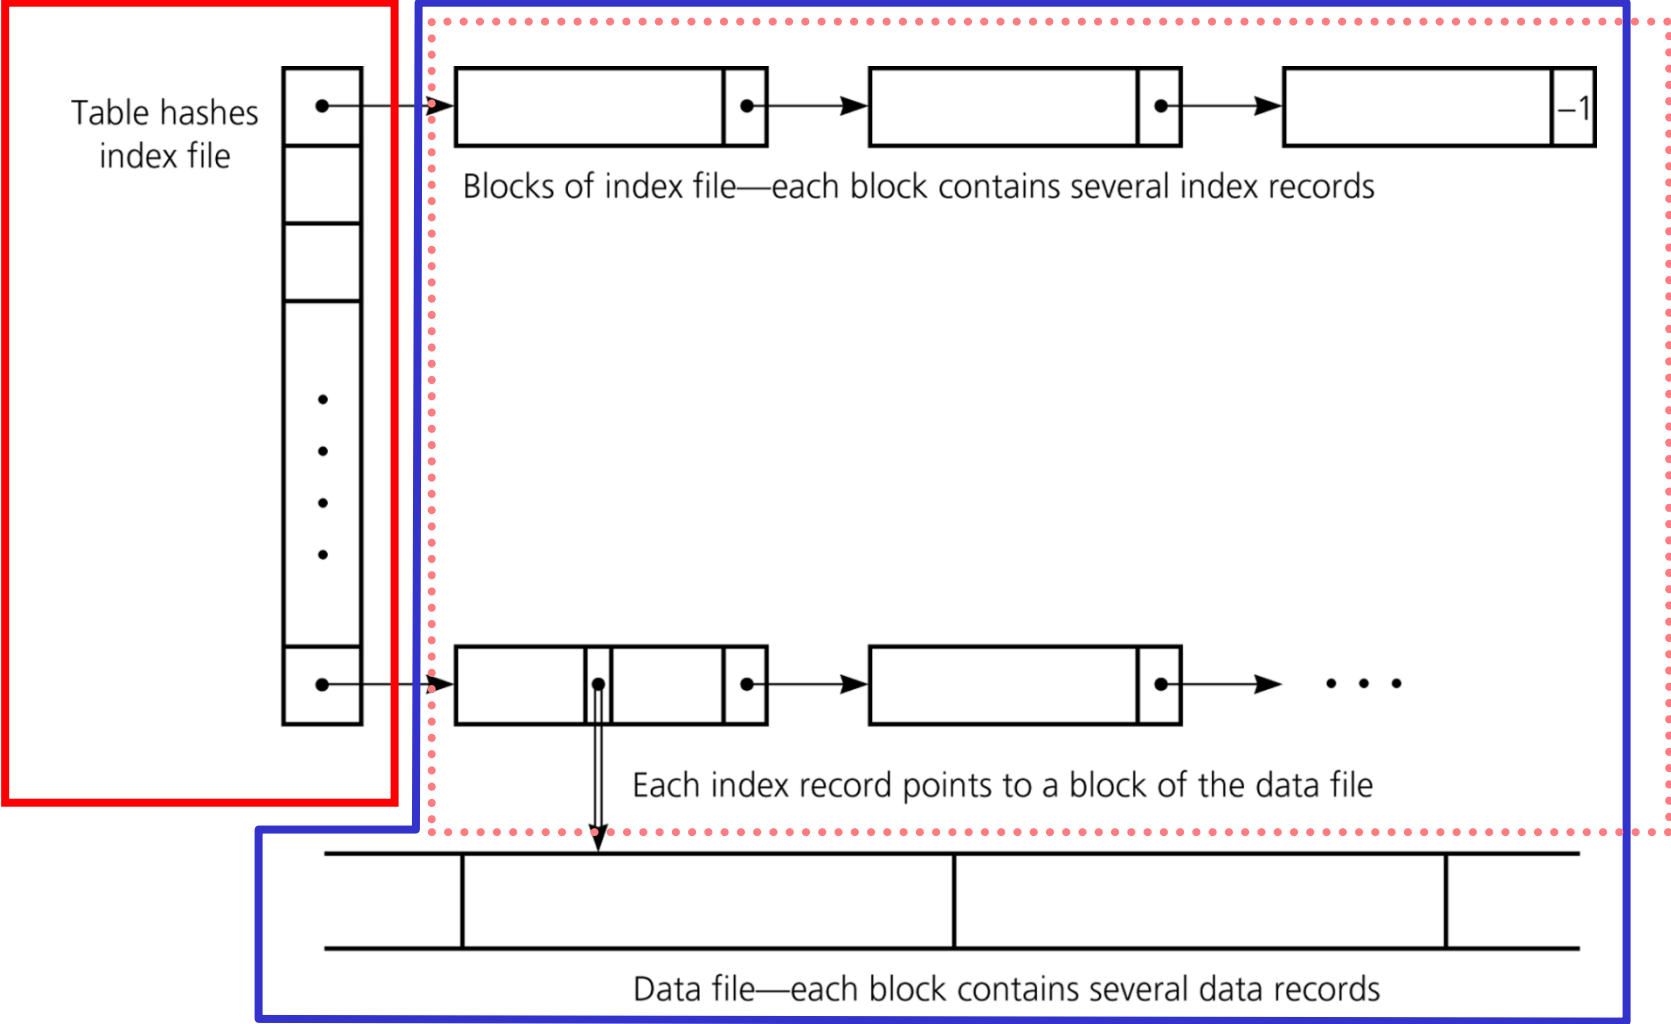 Table hashes
index file
–1
Blocks of index file—each block contains several index records
Each index record points to a block of the data file
Data file—each block contains several data records